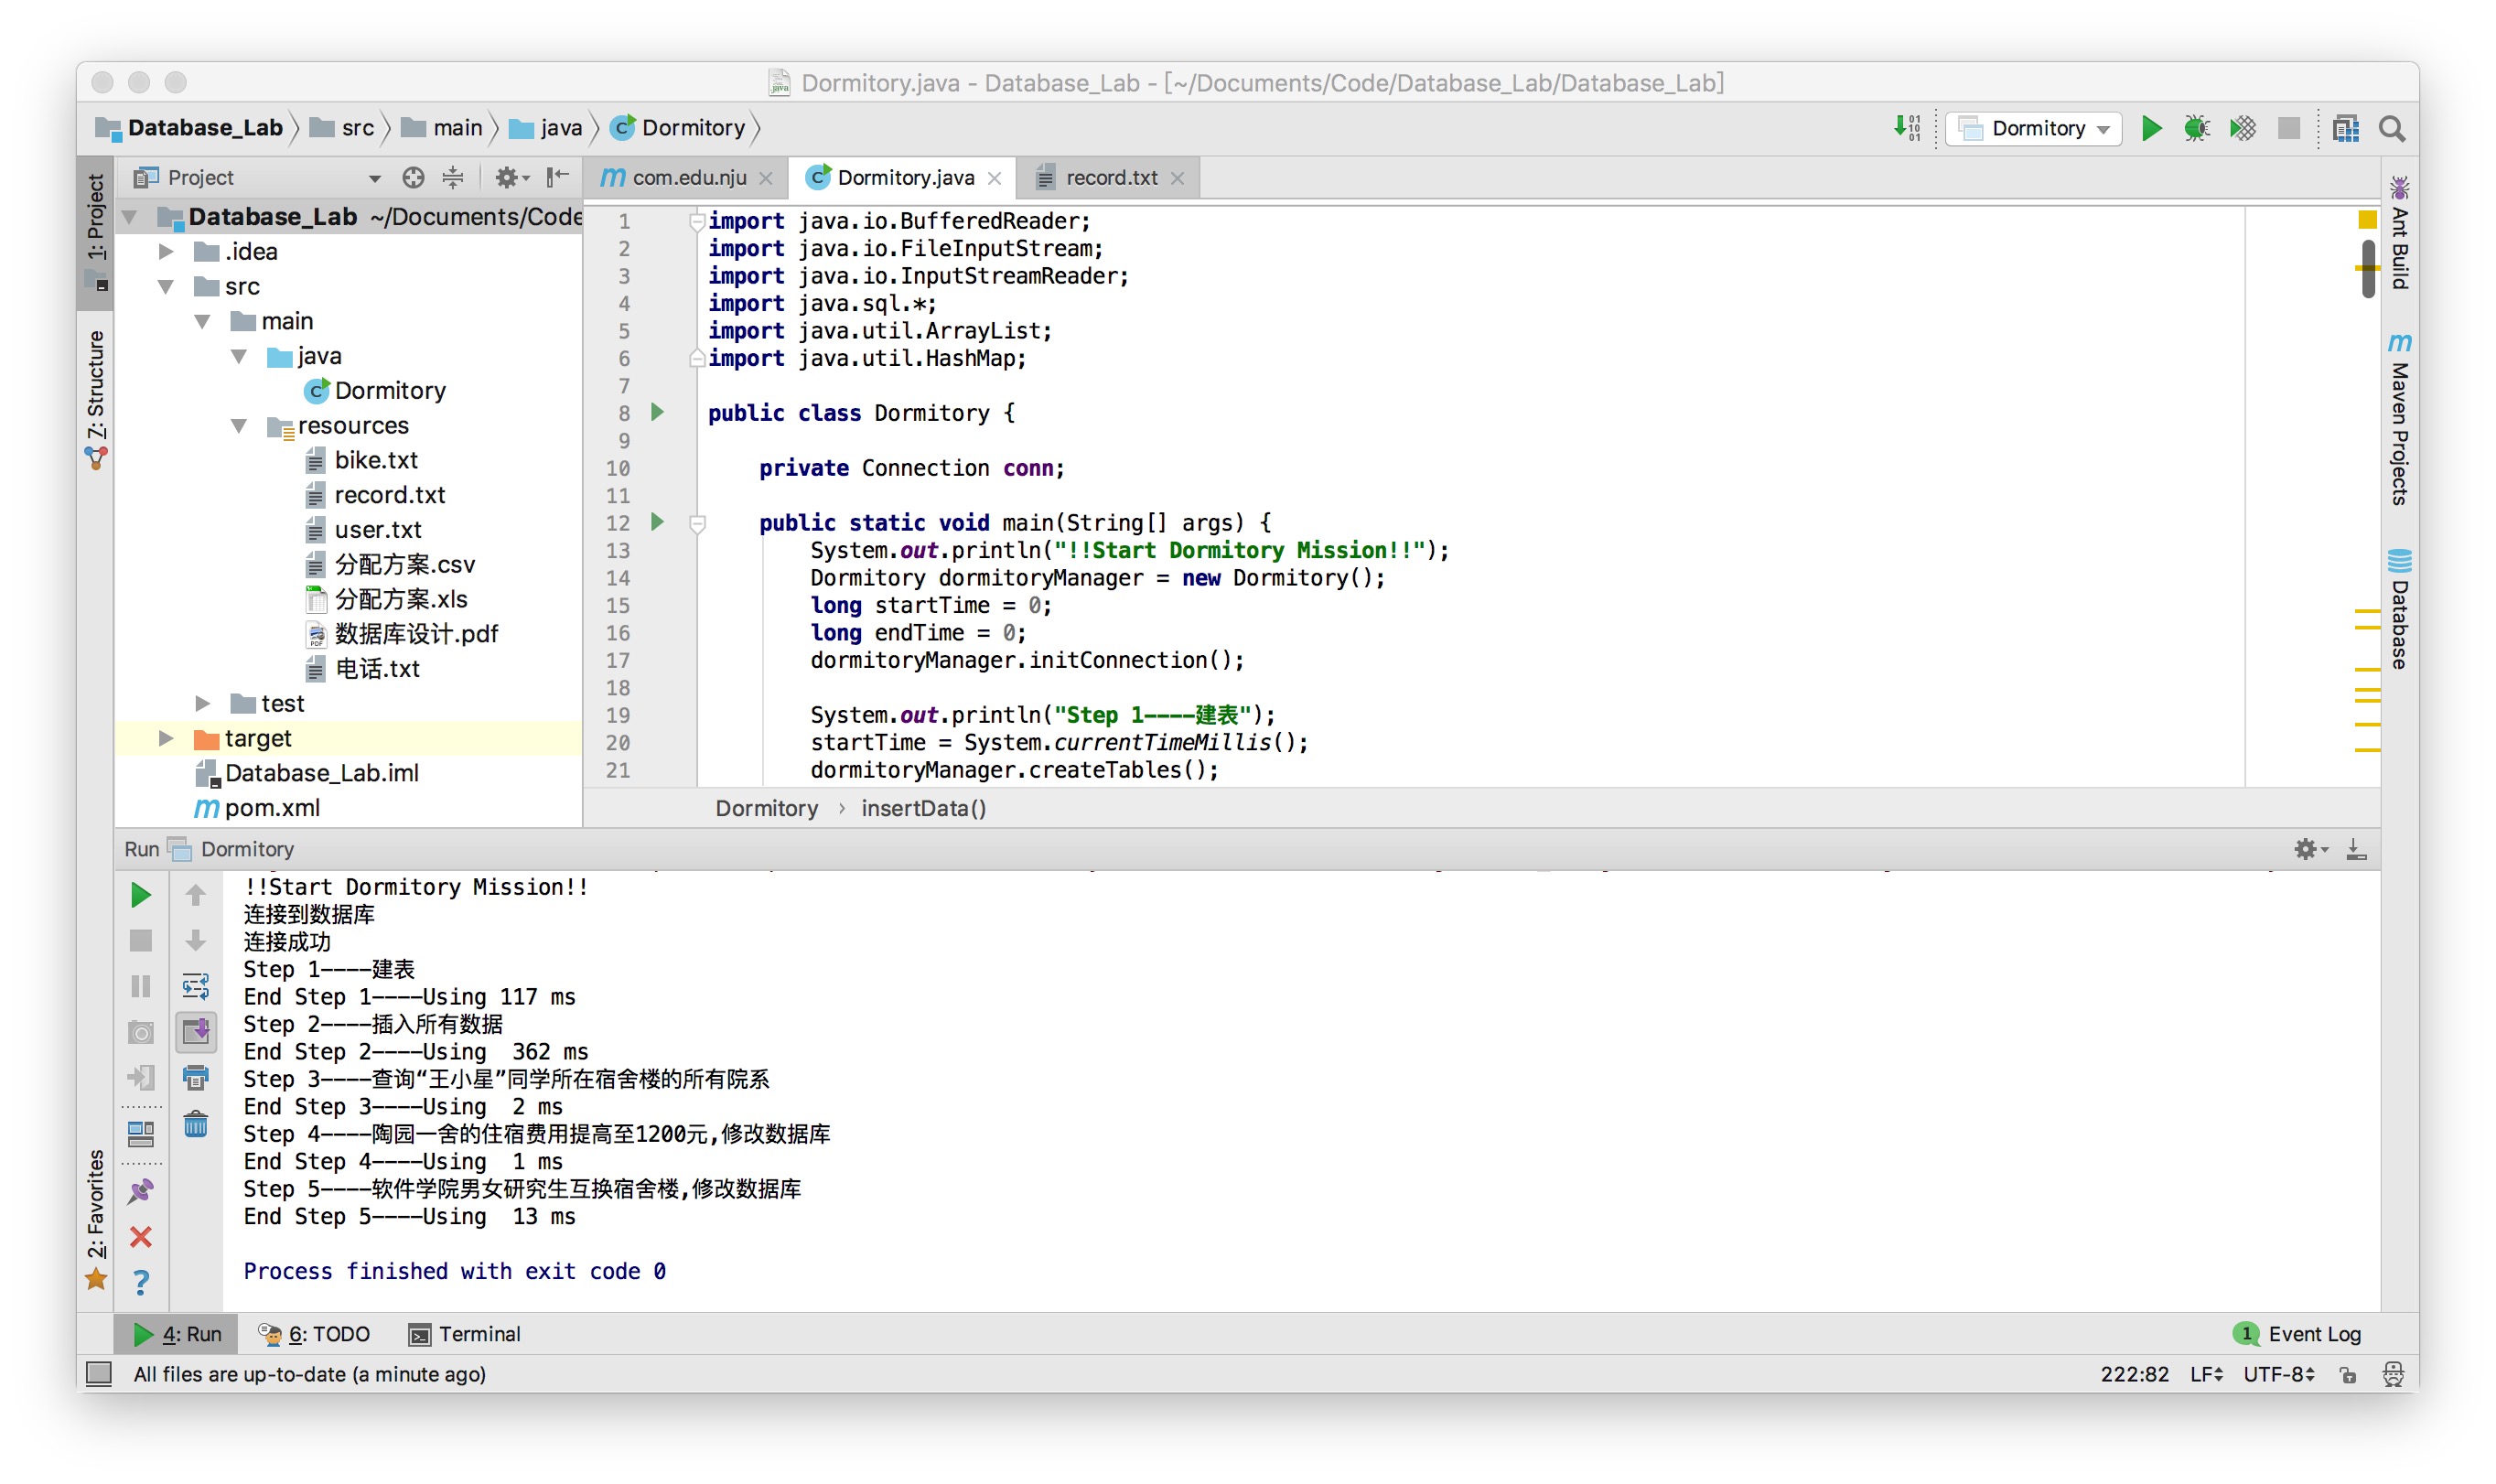 Dormitory.java - Database_Lab - [~/Documents/Code/Database_Lab/Database_Lab]
Database_Lab
src
main
java
Dormitory
Dormitory
1: Project
7: Structure
2: Favorites
Project
Database_Lab ~/Documents/Code
.idea
src
main
java
Dormitory
resources
bike.txt
record.txt
user.txt
分配方案.csv
分配方案.xls
数据库设计.pdf
电话.txt
test
target
Database_Lab.iml
pom.xml
com.edu.nju
Dormitory.java
record.txt
1 import java.io.BufferedReader;
2 import java.io.FileInputStream;
3 import java.io.InputStreamReader;
4 import java.sql.*;
5 import java.util.ArrayList;
6 import java.util.HashMap;
7
8 public class Dormitory {
9
10 private Connection conn;
11
12 public static void main(String[] args) {
13 System.out.println("!!Start Dormitory Mission!!");
14 Dormitory dormitoryManager = new Dormitory();
15 long startTime = 0;
16 long endTime = 0;
17 dormitoryManager.initConnection();
18
19 System.out.println("Step 1----建表");
20 startTime = System.currentTimeMillis();
21 dormitoryManager.createTables();
Dormitory › insertData()
Ant Build
Maven Projects
Database
Run Dormitory
!!Start Dormitory Mission!!
连接到数据库
连接成功
Step 1----建表
End Step 1----Using 117 ms
Step 2----插入所有数据
End Step 2----Using  362 ms
Step 3----查询“王小星”同学所在宿舍楼的所有院系
End Step 3----Using  2 ms
Step 4----陶园一舍的住宿费用提高至1200元,修改数据库
End Step 4----Using  1 ms
Step 5----软件学院男女研究生互换宿舍楼,修改数据库
End Step 5----Using  13 ms
Process finished with exit code 0
4: Run
6: TODO
Terminal
1 Event Log
All files are up-to-date (a minute ago)
222:82
LF
UTF-8